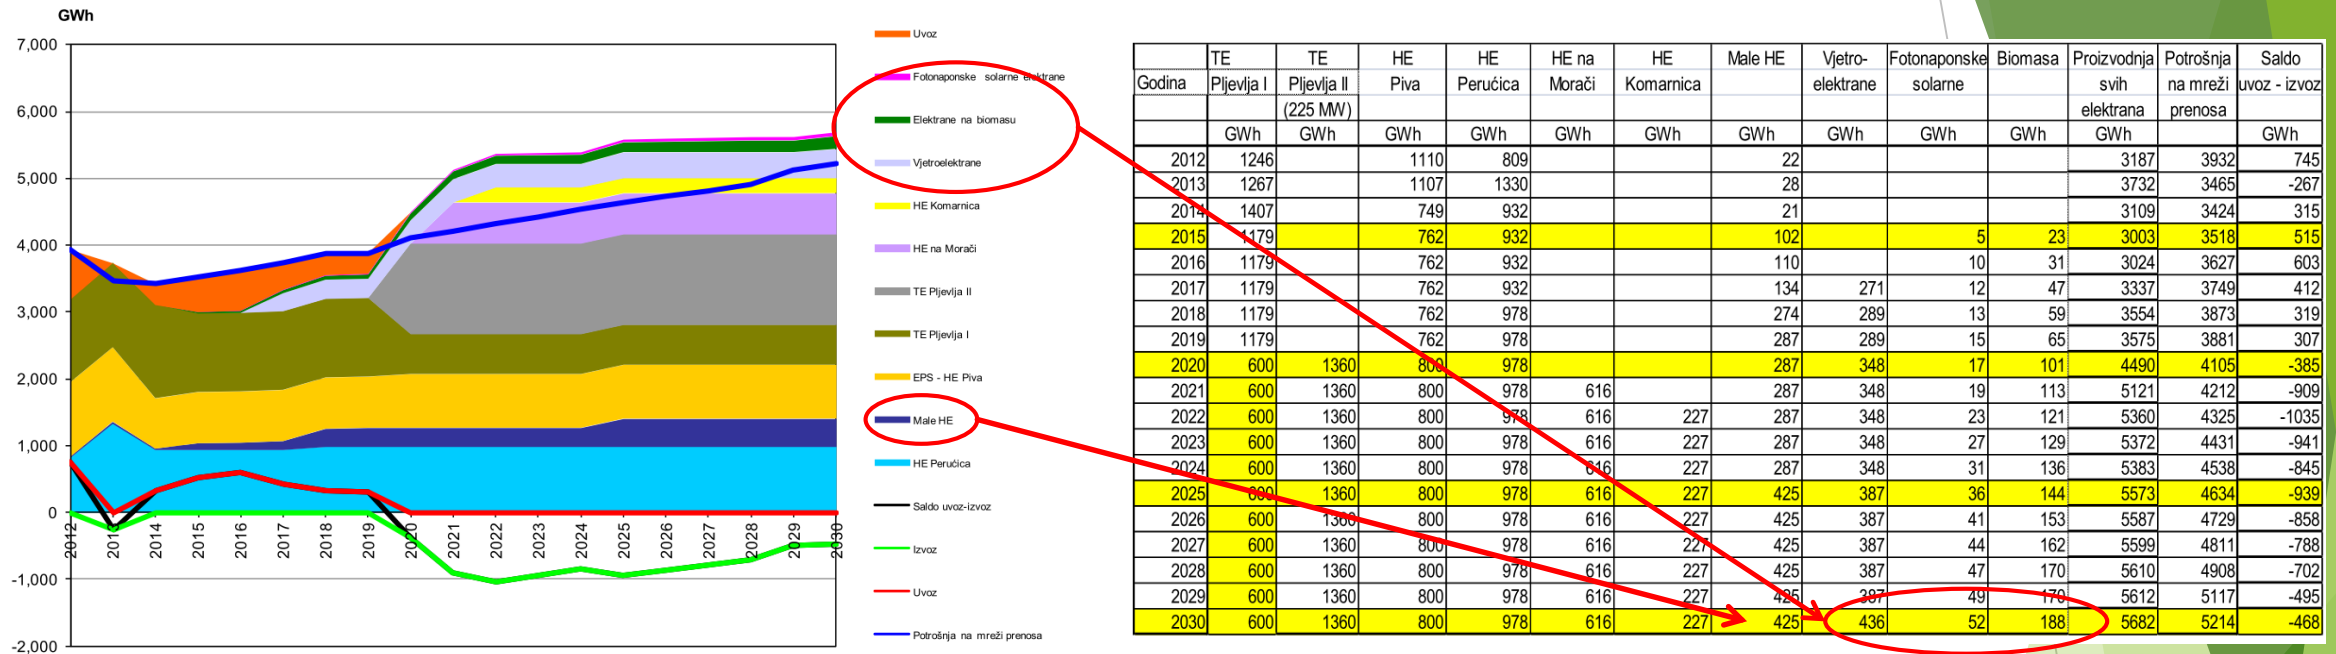 GWh
7,000
6,000
5,000
4,000
3,000
2,000
1,000
0
-1,000
-2,000
2012 2013 2014 2015 2016 2017 2018 2019 2020 2021 2022 2023 2024 2025 2026 2027 2028 2029 2030
Uvoz
Fotonaponske solarne elektrane
Elektrane na biomasu
Vjetroelektrane
HE Komarnica
HE na Morači
TE Pljevlja II
TE Pljevlja I
EPS - HE Piva
Male HE
HE Perućica
Saldo uvoz-izvoz
Izvoz
Uvoz
Potrošnja na mreži prenosa
TE TE HE HE HE na HE Male HE Vjetro- Fotonaponske Biomasa Proizvodnja Potrošnja Saldo
Godina Pljevlja I Pljevlja II Piva Perućica Morači Komarnica elektrane solarne svih na mreži uvoz - izvoz
(225 MW) elektrana prenosa
GWh GWh GWh GWh GWh GWh GWh GWh GWh GWh GWh GWh
2012 1246 1110 809 22 3187 3932 745
2013 1267 1107 1330 28 3732 3465 -267
2014 1407 749 932 21 3109 3424 315
2015 1179 762 932 102 5 23 3003 3518 515
2016 1179 762 932 110 10 31 3024 3627 603
2017 1179 762 932 134 271 12 47 3337 3749 412
2018 1179 762 978 274 289 13 59 3554 3873 319
2019 1179 762 978 287 289 15 65 3575 3881 307
2020 600 1360 800 978 287 348 17 101 4490 4105 -385
2021 600 1360 800 978 616 287 348 19 113 5121 4212 -909
2022 600 1360 800 978 616 227 287 348 23 121 5360 4325 -1035
2023 600 1360 800 978 616 227 287 348 27 129 5372 4431 -941
2024 600 1360 800 978 616 227 287 348 31 136 5383 4538 -845
2025 600 1360 800 978 616 227 425 387 36 144 5573 4634 -939
2026 600 1360 800 978 616 227 425 387 41 153 5587 4729 -858
2027 600 1360 800 978 616 227 425 387 44 162 5599 4811 -788
2028 600 1360 800 978 616 227 425 387 47 170 5610 4908 -702
2029 600 1360 800 978 616 227 425 387 49 170 5612 5117 -495
2030 600 1360 800 978 616 227 425 436 52 188 5682 5214 -468